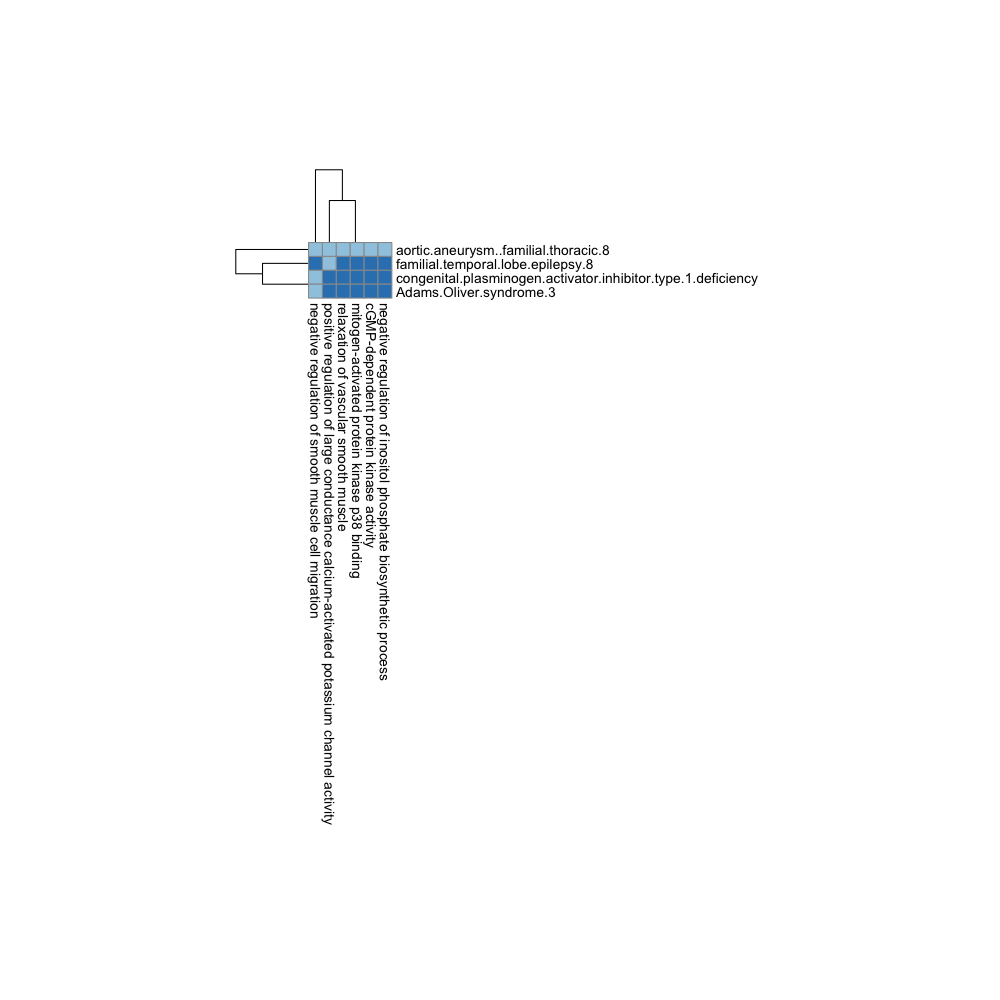 aortic.aneurysm..familial.thoracic.8
familial.temporal.lobe.epilepsy.8
congenital.plasminogen.activator.inhibitor.type.1.deficiency
Adams.Oliver.syndrome.3
negative regulation of smooth muscle cell migration
positive regulation of large conductance calcium-activated potassium channel activity
relaxation of vascular smooth muscle
mitogen-activated protein kinase p38 binding
cGMP-dependent protein kinase activity
negative regulation of inositol phosphate biosynthetic process